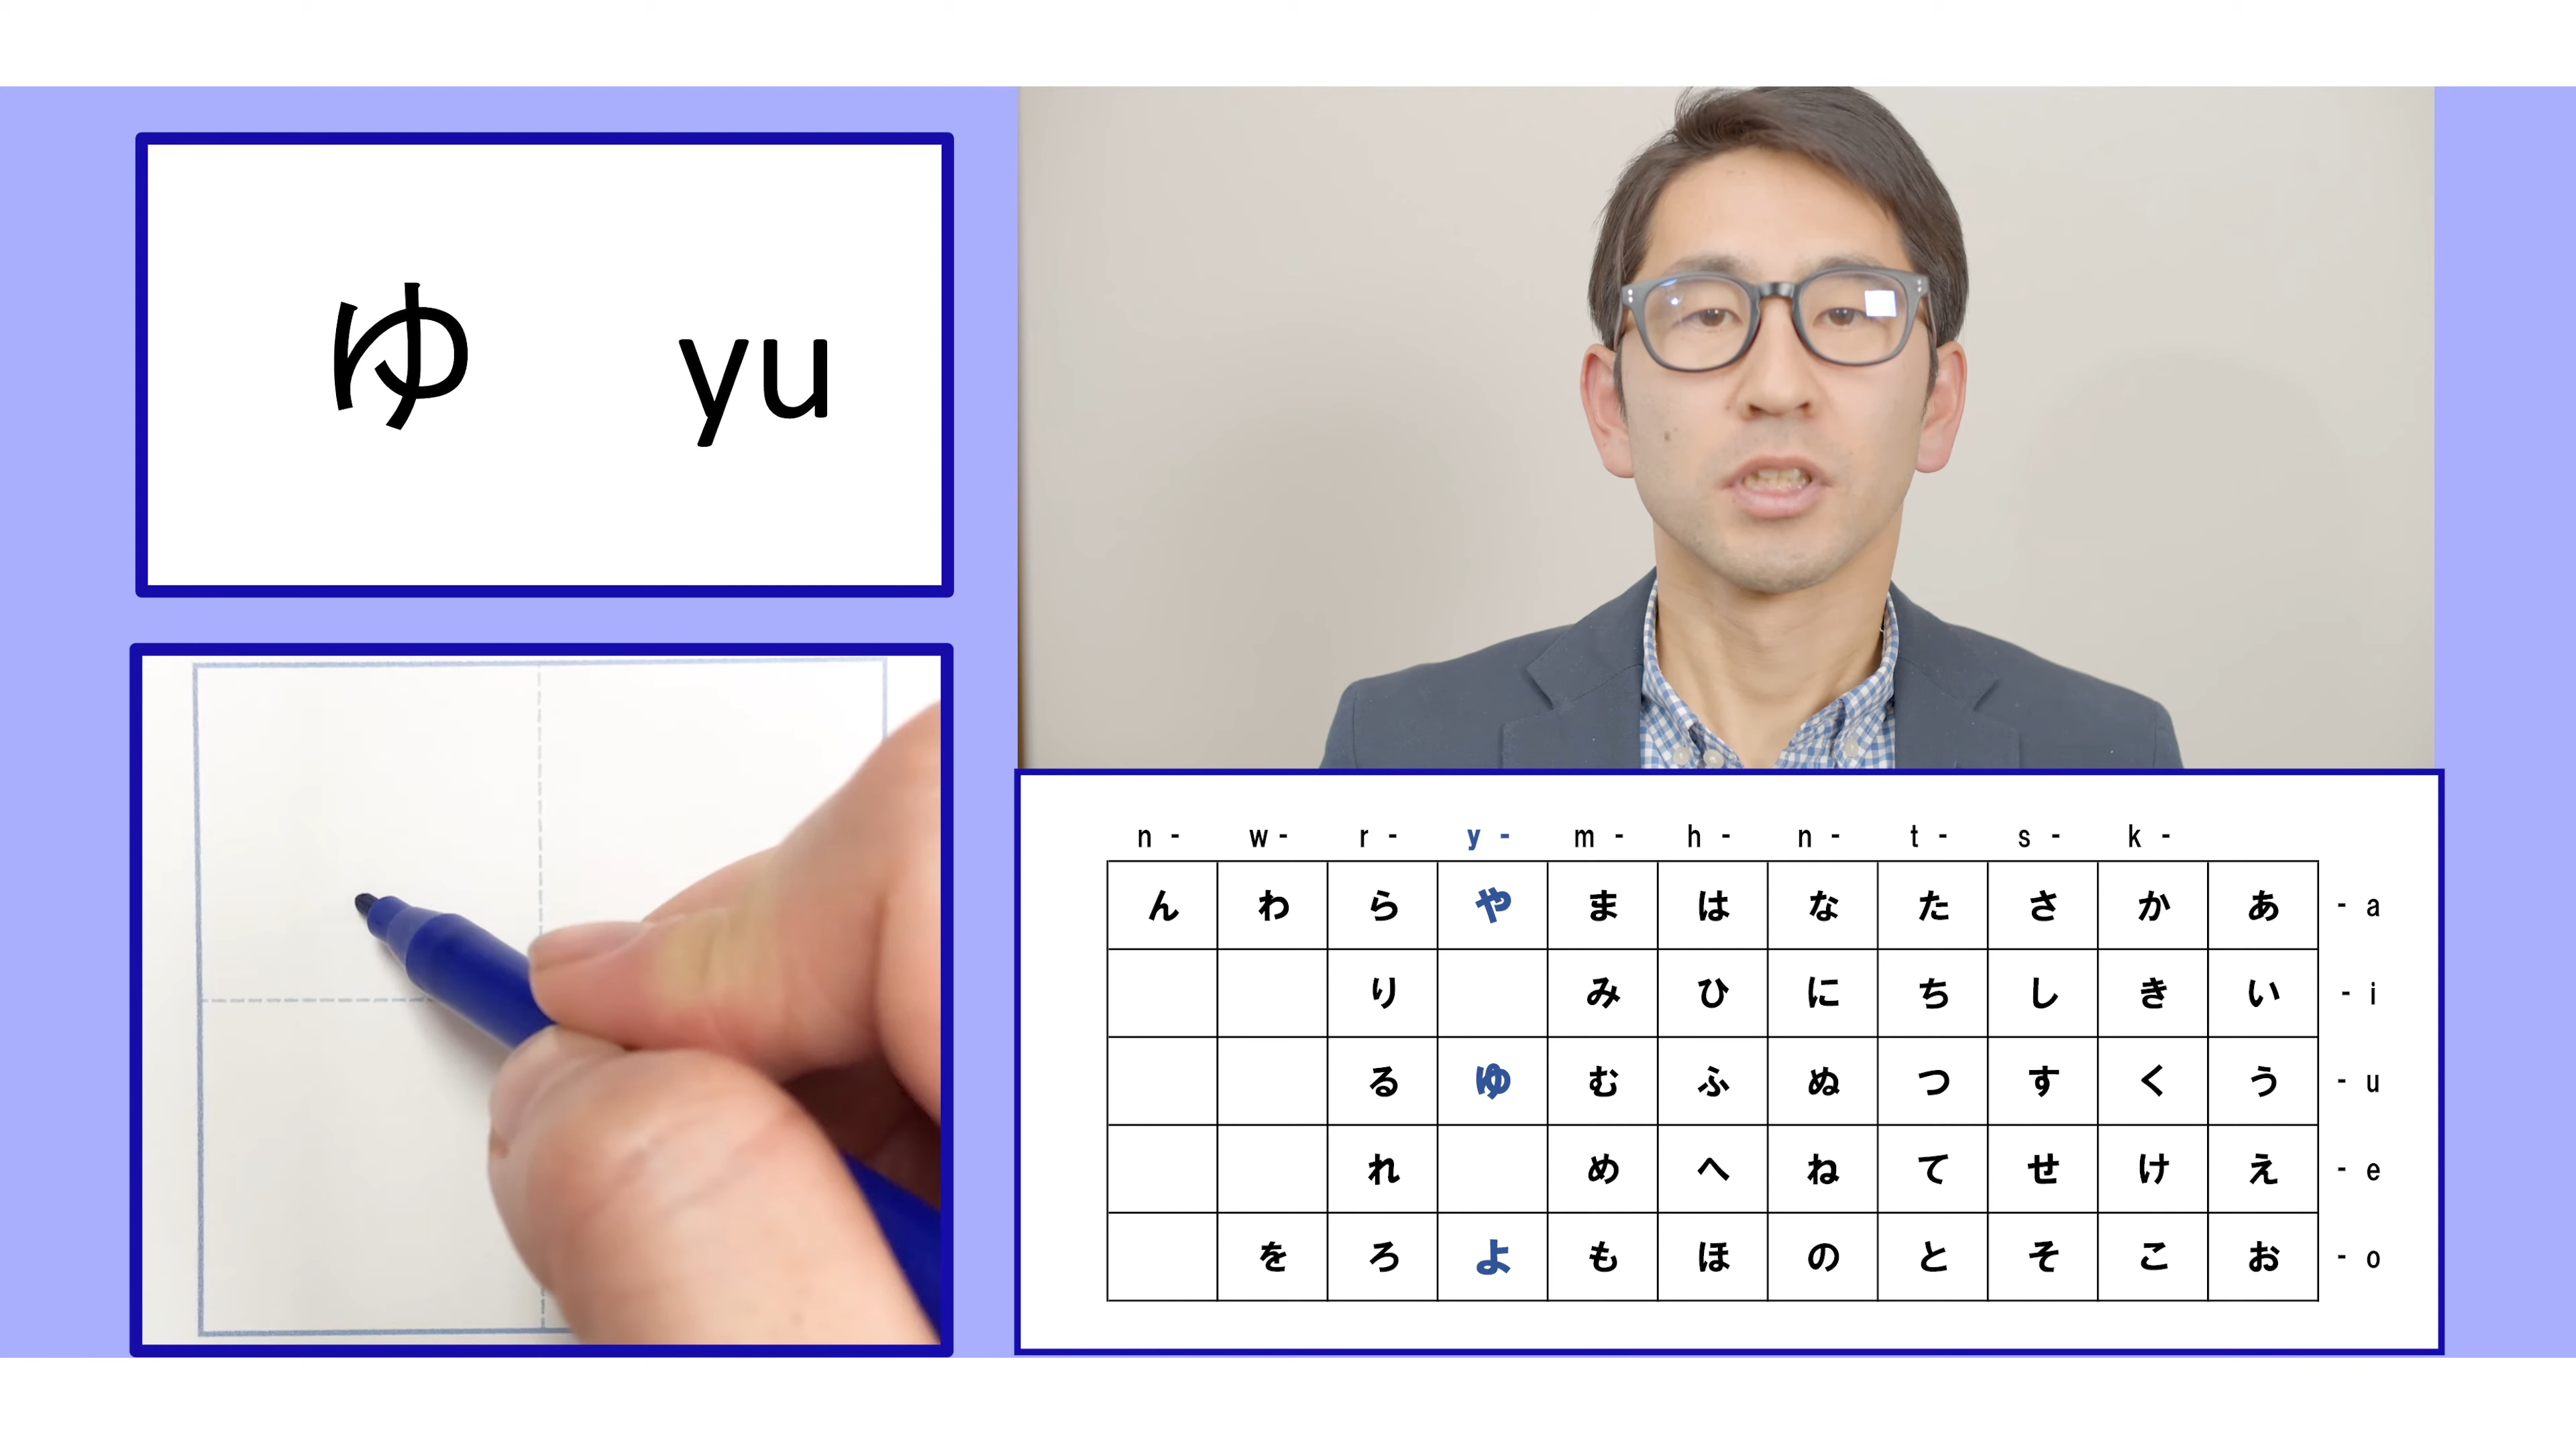 ゆ yu
n - w - r - y - m - h - n - t - s - k -
ん わ ら や ま は な た さ か あ - a
り み ひ に ち し き い - i
る ゆ む ふ ぬ つ す く う - u
れ め へ ね て せ け え - e
を ろ よ も ほ の と そ こ お - o